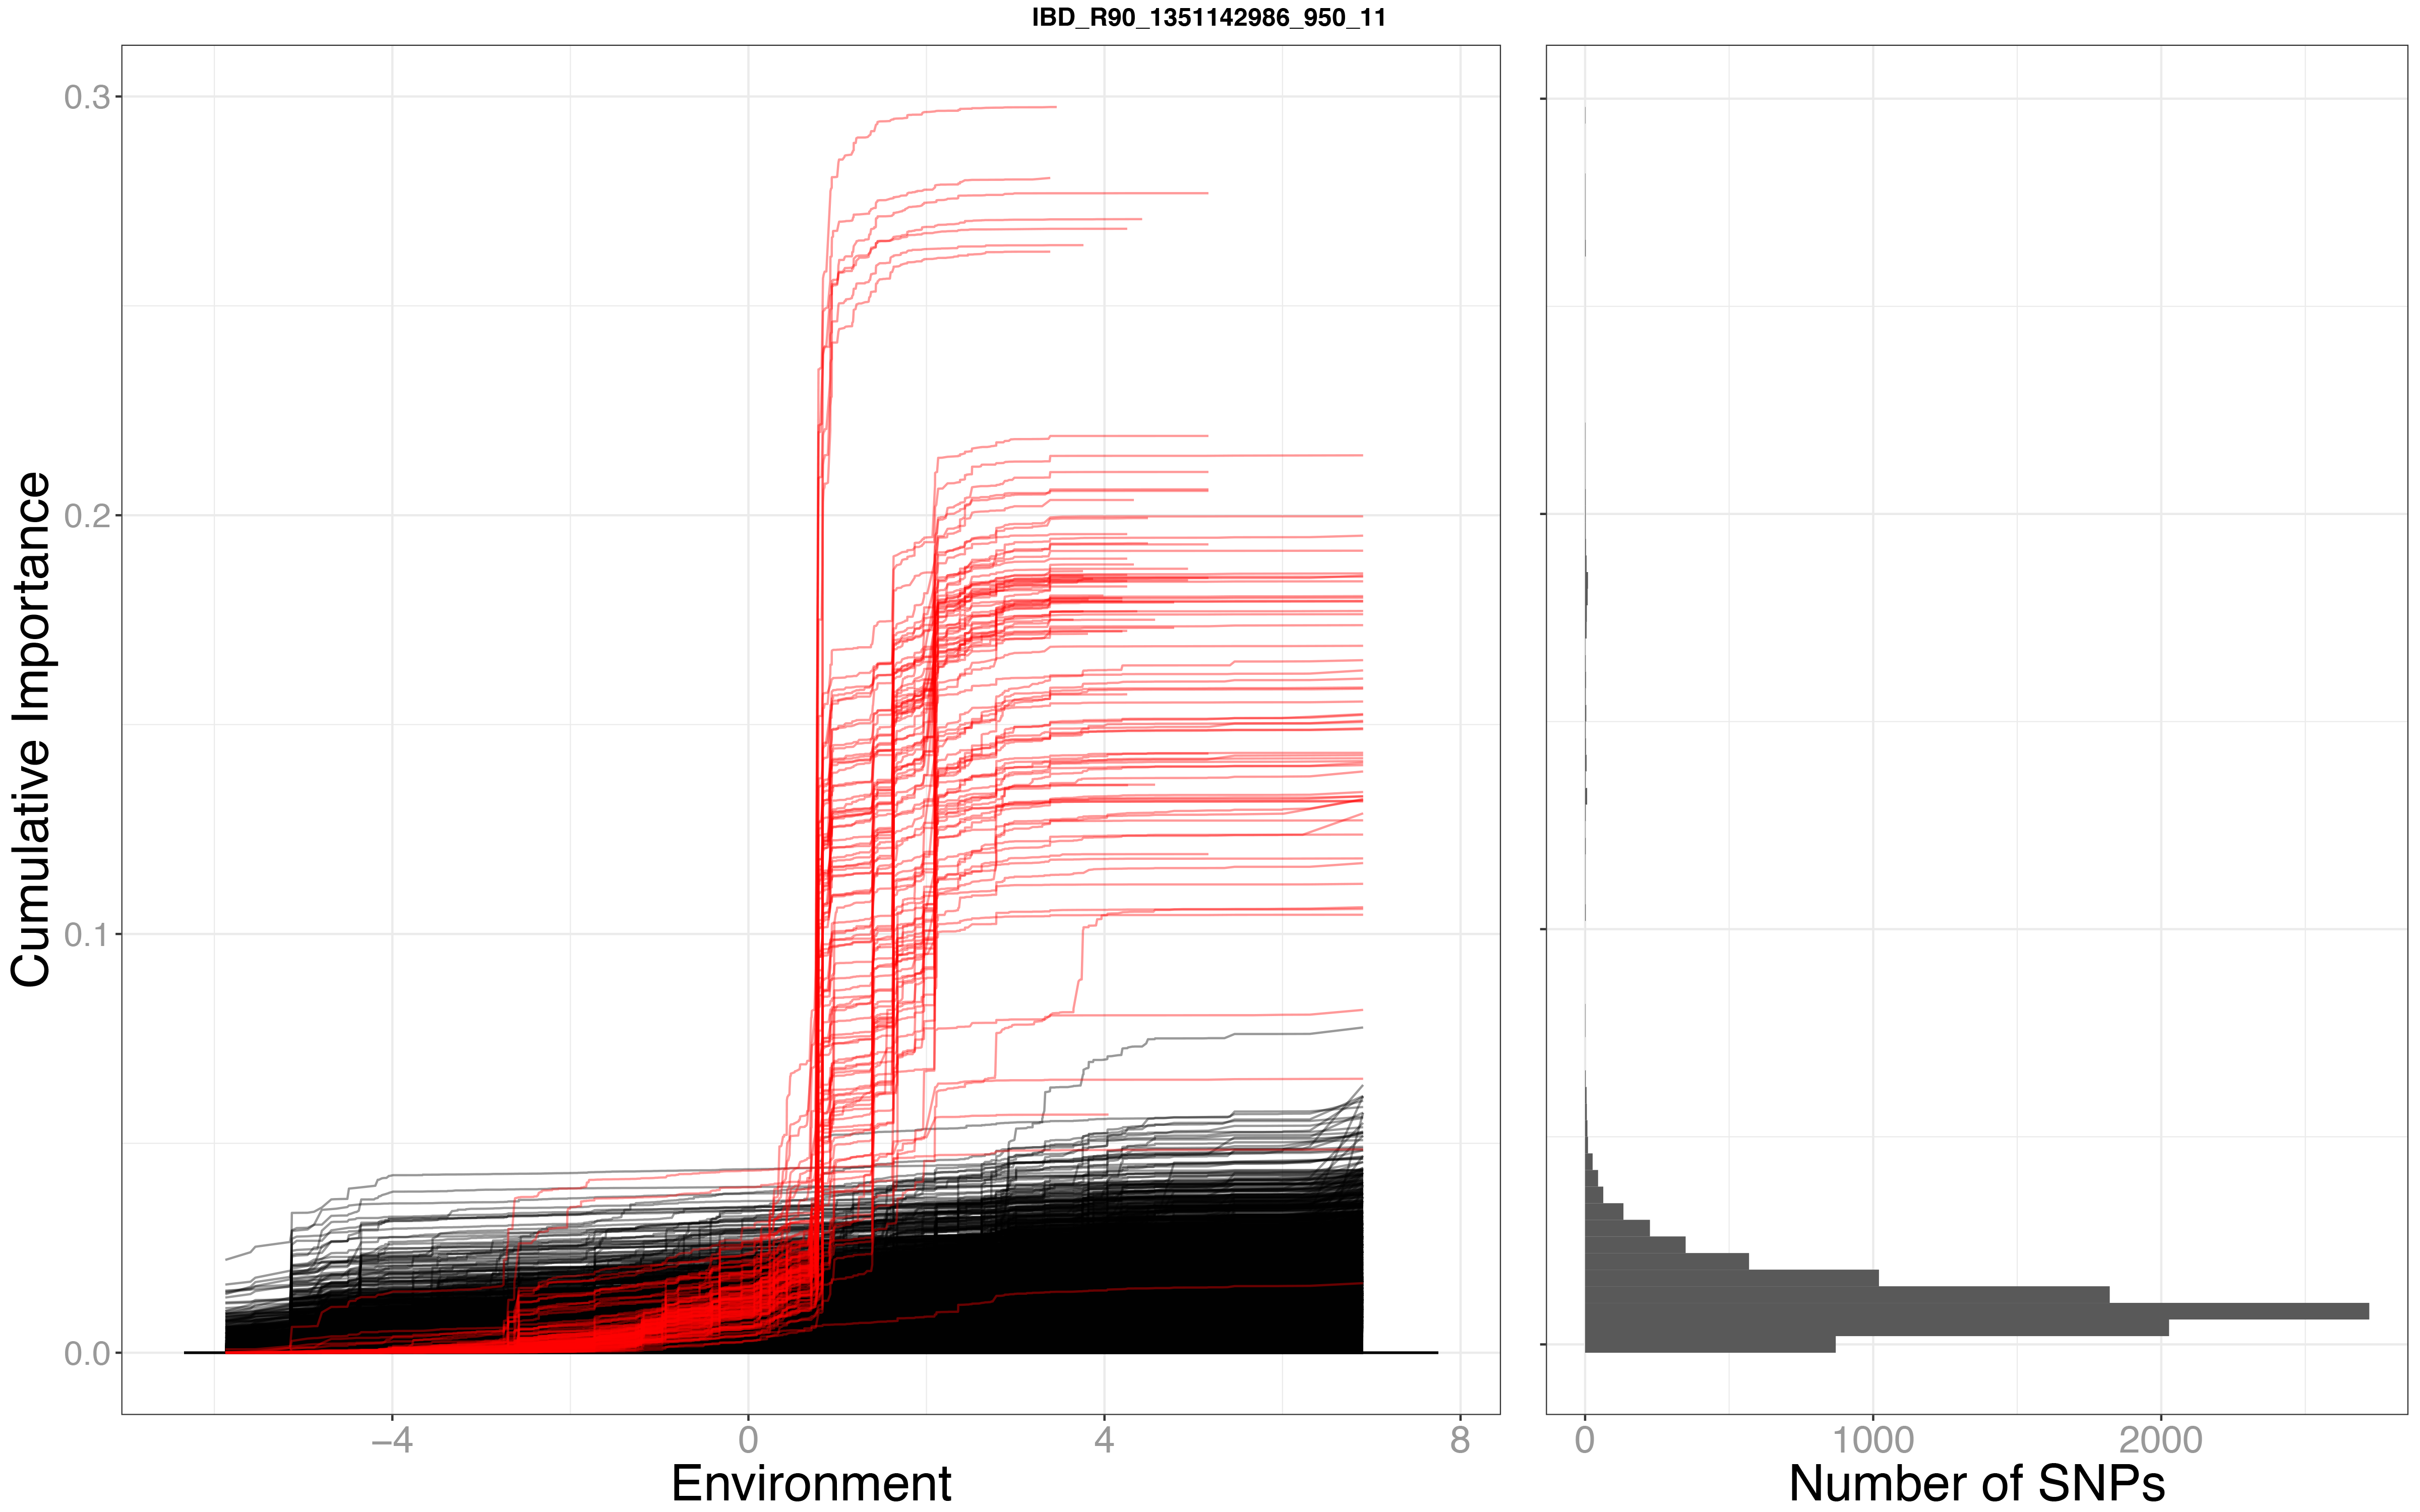 IBD_R90_1351142986_950_11
Cumulative Importance
0.3
0.2
0.1
0.0
−4 0 4 8
Environment
0 1000 2000
Number of SNPs